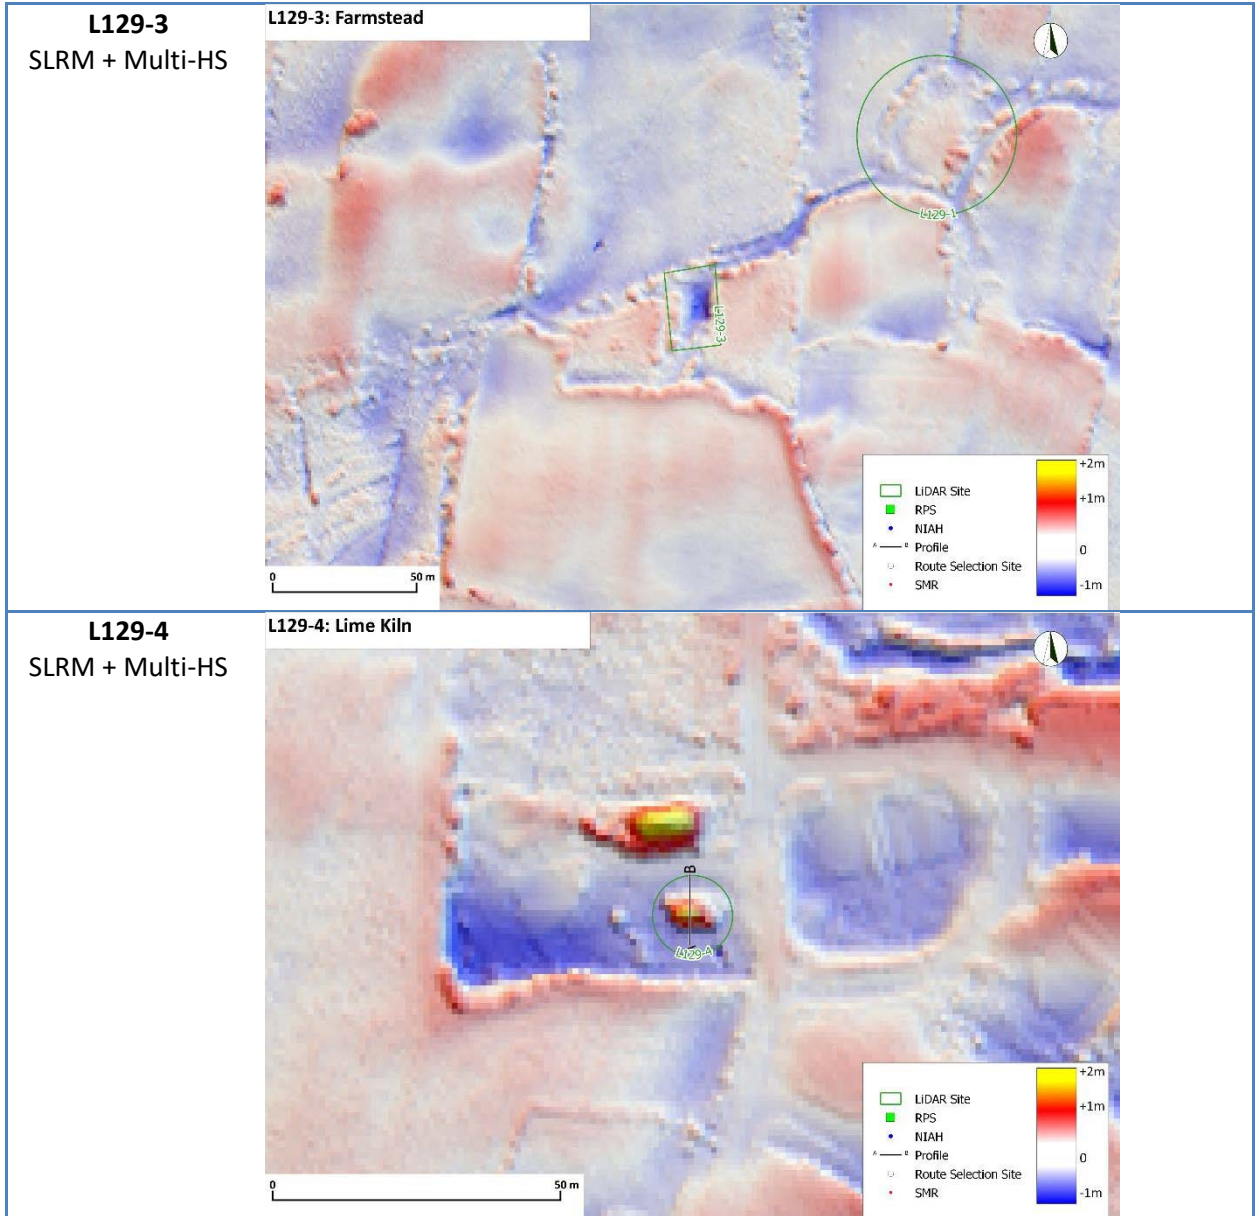 L129-3
SLRM + Multi-HS
L129-3: Farmstead
L129-1
L129-3
LiDAR Site
RPS
NIAH
A B Profile
Route Selection Site
SMR
+2m
+1m
0
-1m
0 50 m
L129-4
SLRM + Multi-HS
L129-4: Lime Kiln
B
L129-4
LiDAR Site
RPS
NIAH
A B Profile
Route Selection Site
SMR
+2m
+1m
0
-1m
0 50 m